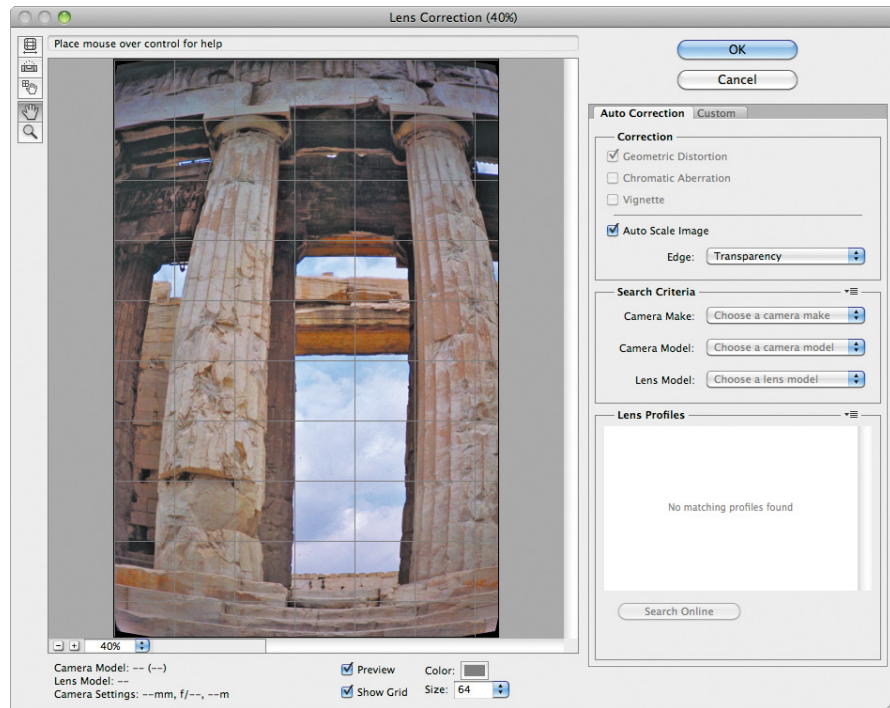 Lens Correction (40%)
Place mouse over control for help
OK
Cancel
Auto Correction
Custom
Correction
Geometric Distortion
Chromatic Aberration
Vignette
Auto Scale Image
Edge: Transparency
Search Criteria
Camera Make: Choose a camera make
Camera Model: Choose a camera model
Lens Model: Choose a lens model
Lens Profiles
No matching profiles found
Search Online
40%
Camera Model: -- (--)
Lens Model: --
Camera Settings: --mm, f/--, --m
Preview
Show Grid
Color:
Size: 64